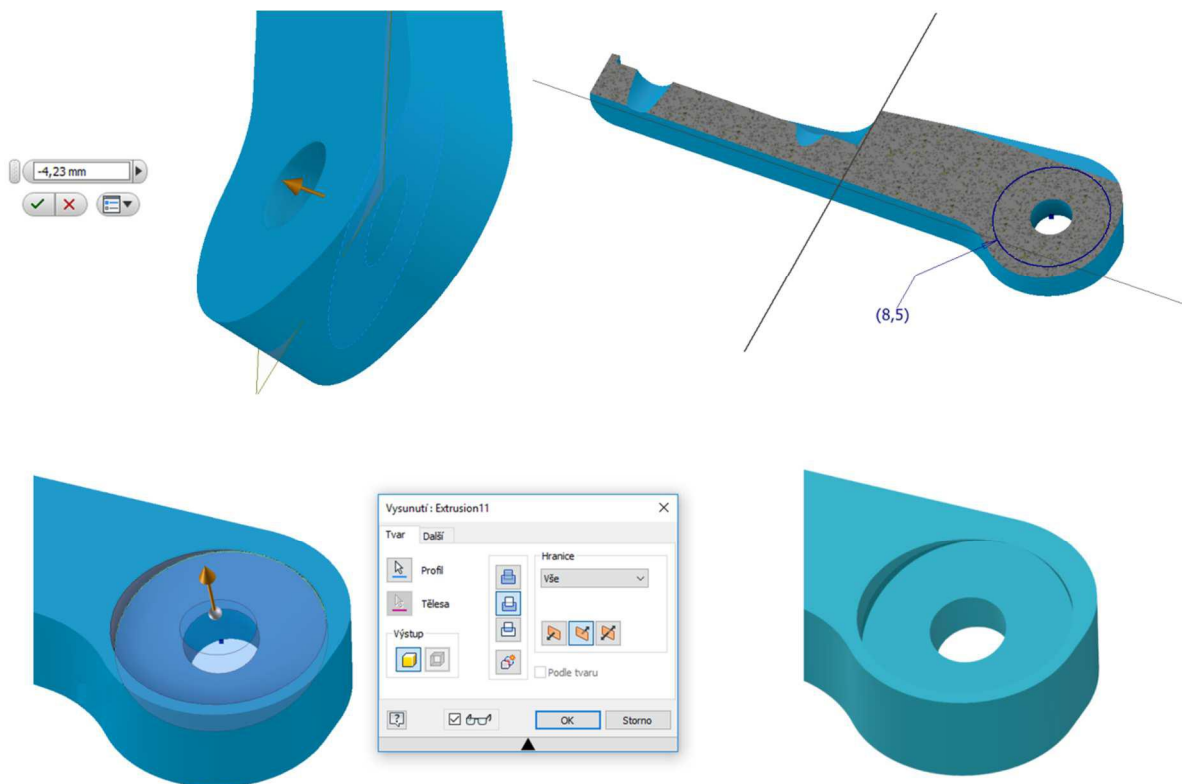 -4,23 mm
(8,5)
Vysunutí : Extrusion11
Tvar
Další
Profil
Tělesa
Výstup
Hranice
Vše
Podle tvaru
?
OK
Storno